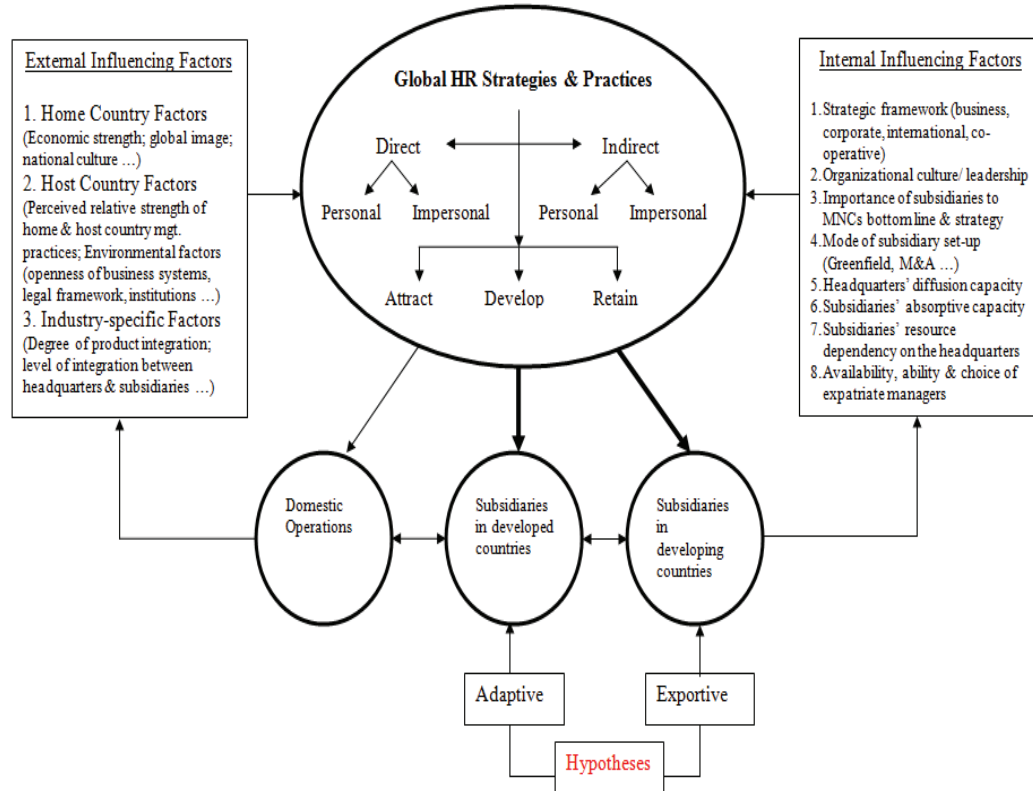 External Influencing Factors
1. Home Country Factors
(Economic strength; global image;
national culture ...)
2. Host Country Factors
(Perceived relative strength of
home & host country mgt.
practices; Environmental factors
(openness of business systems,
legal framework, institutions ...)
3. Industry-specific Factors
(Degree of product integration;
level of integration between
headquarters & subsidiaries ...)
Global HR Strategies & Practices
Direct
Indirect
Personal
Impersonal
Personal
Impersonal
Attract
Develop
Retain
Internal Influencing Factors
1. Strategic framework (business,
corporate, international, co-
operative)
2. Organizational culture/ leadership
3. Importance of subsidiaries to
MNCs bottom line & strategy
4. Mode of subsidiary set-up
(Greenfield, M&A ...)
5. Headquarters' diffusion capacity
6. Subsidiaries' absorptive capacity
7. Subsidiaries' resource
dependency on the headquarters
8. Availability, ability & choice of
expatriate managers
Domestic
Operations
Subsidiaries
in developed
countries
Subsidiaries
in
developing
countries
Adaptive
Exportive
Hypotheses